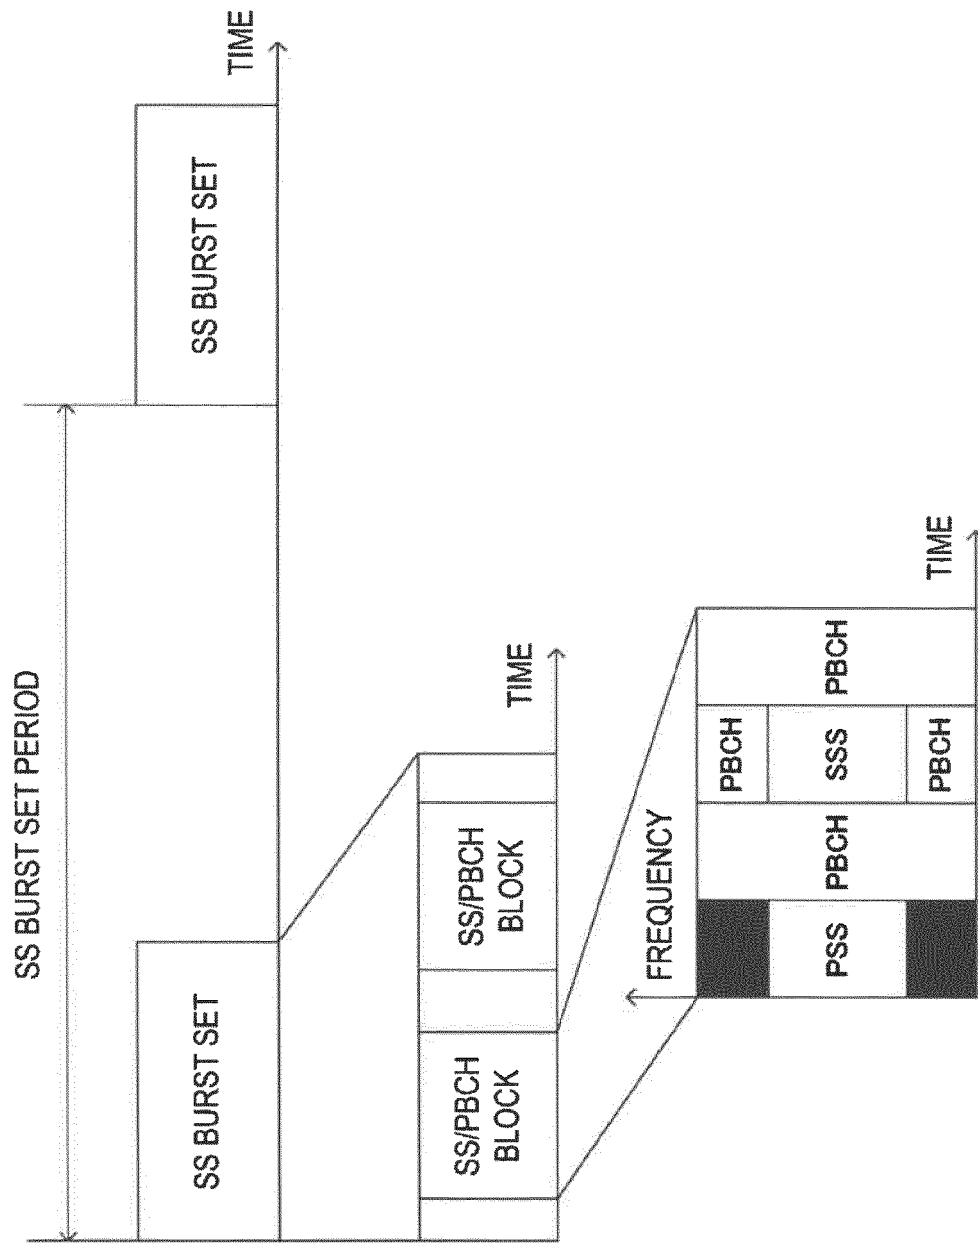 SS BURST SET PERIOD
SS BURST SET
SS BURST SET
TIME
SS/PBCH
BLOCK
SS/PBCH
BLOCK
TIME
FREQUENCY
PSS
PBCH
PBCH
SSS
PBCH
PBCH
TIME